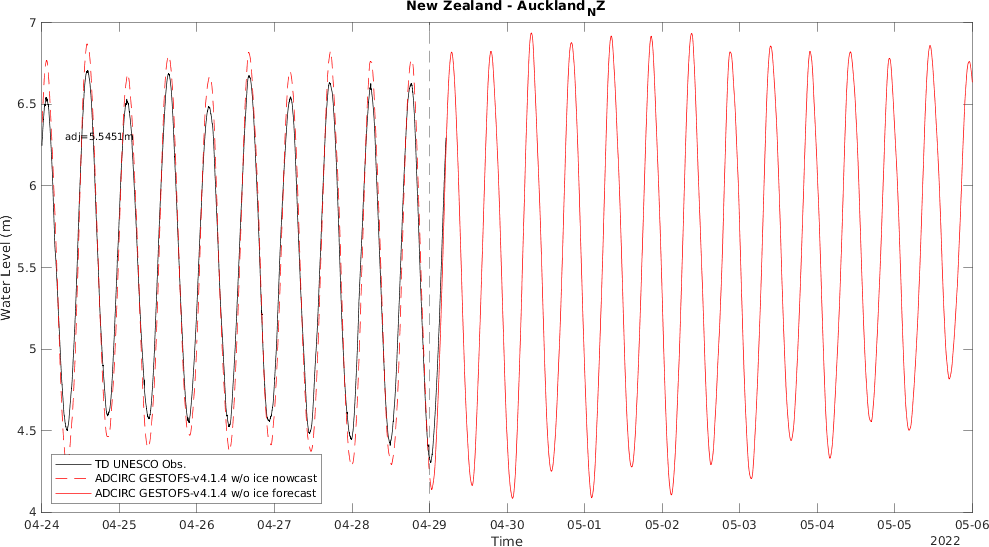 New Zealand - Auckland_NZ
7
6.5
6
5.5
5
4.5
4
Water Level (m)
adj=5.5451m
TD UNESCO Obs.
ADCIRC GESTOFS-v4.1.4 w/o ice nowcast
ADCIRC GESTOFS-v4.1.4 w/o ice forecast
04-24 04-25 04-26 04-27 04-28 04-29 04-30 05-01 05-02 05-03 05-04 05-05 05-06
Time
2022